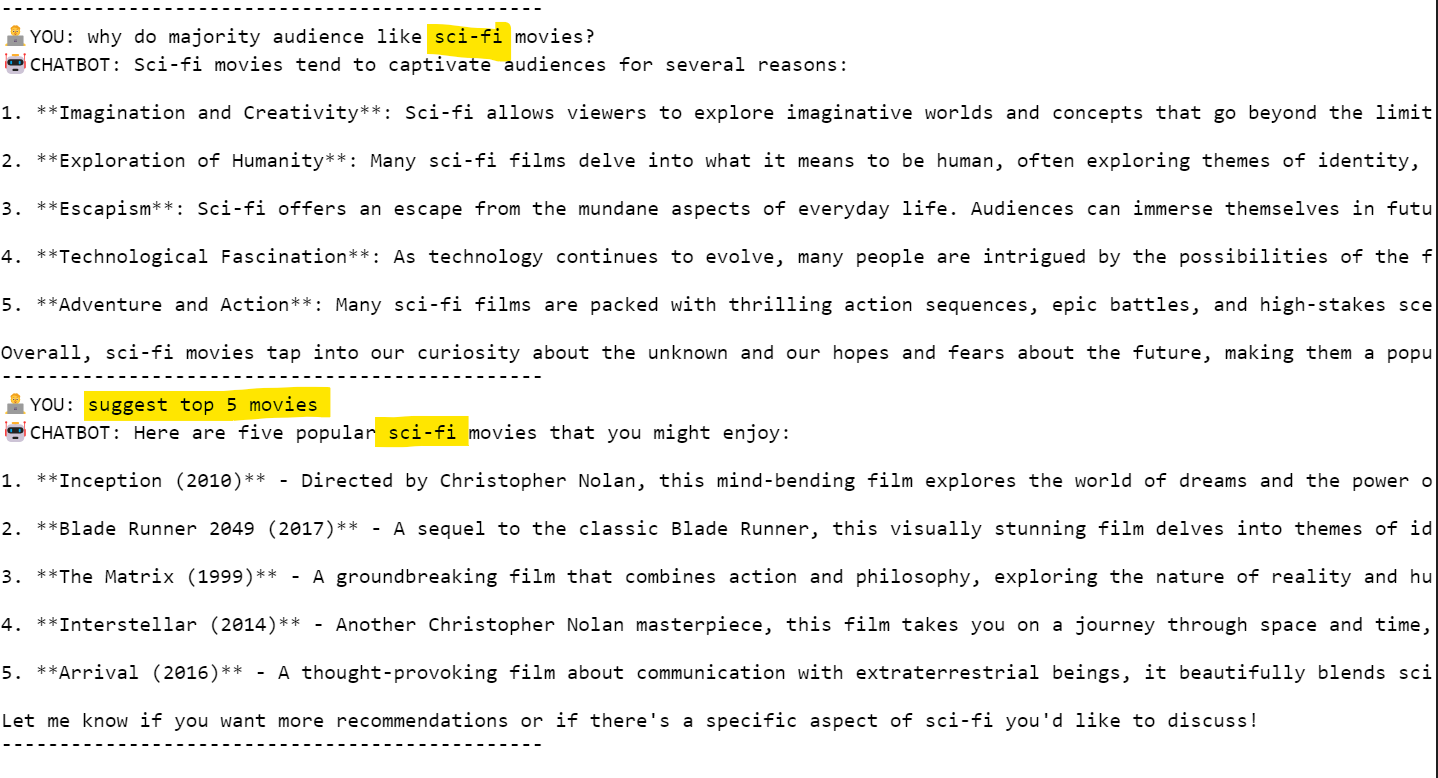 ----------------------------------------------
YOU: why do majority audience like sci-fi movies?
CHATBOT: Sci-fi movies tend to captivate audiences for several reasons:
1. **Imagination and Creativity**: Sci-fi allows viewers to explore imaginative worlds and concepts that go beyond the limit
2. **Exploration of Humanity**: Many sci-fi films delve into what it means to be human, often exploring themes of identity,
3. **Escapism**: Sci-fi offers an escape from the mundane aspects of everyday life. Audiences can immerse themselves in futu
4. **Technological Fascination**: As technology continues to evolve, many people are intrigued by the possibilities of the f
5. **Adventure and Action**: Many sci-fi films are packed with thrilling action sequences, epic battles, and high-stakes sce
Overall, sci-fi movies tap into our curiosity about the unknown and our hopes and fears about the future, making them a popu
----------------------------------------------
YOU: suggest top 5 movies
CHATBOT: Here are five popular sci-fi movies that you might enjoy:
1. **Inception (2010)** - Directed by Christopher Nolan, this mind-bending film explores the world of dreams and the power o
2. **Blade Runner 2049 (2017)** - A sequel to the classic Blade Runner, this visually stunning film delves into themes of id
3. **The Matrix (1999)** - A groundbreaking film that combines action and philosophy, exploring the nature of reality and hu
4. **Interstellar (2014)** - Another Christopher Nolan masterpiece, this film takes you on a journey through space and time,
5. **Arrival (2016)** - A thought-provoking film about communication with extraterrestrial beings, it beautifully blends sci
Let me know if you want more recommendations or if there's a specific aspect of sci-fi you'd like to discuss!
----------------------------------------------